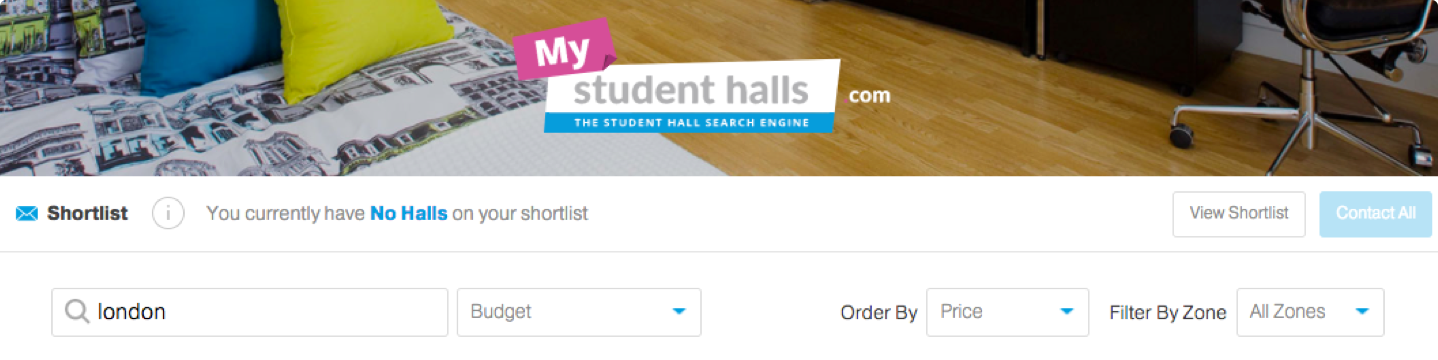 My
student halls
.com
THE STUDENT HALL SEARCH ENGINE
Shortlist i You currently have No Halls on your shortlist View Shortlist Contact All
london Budget Order By Price Filter By Zone All Zones